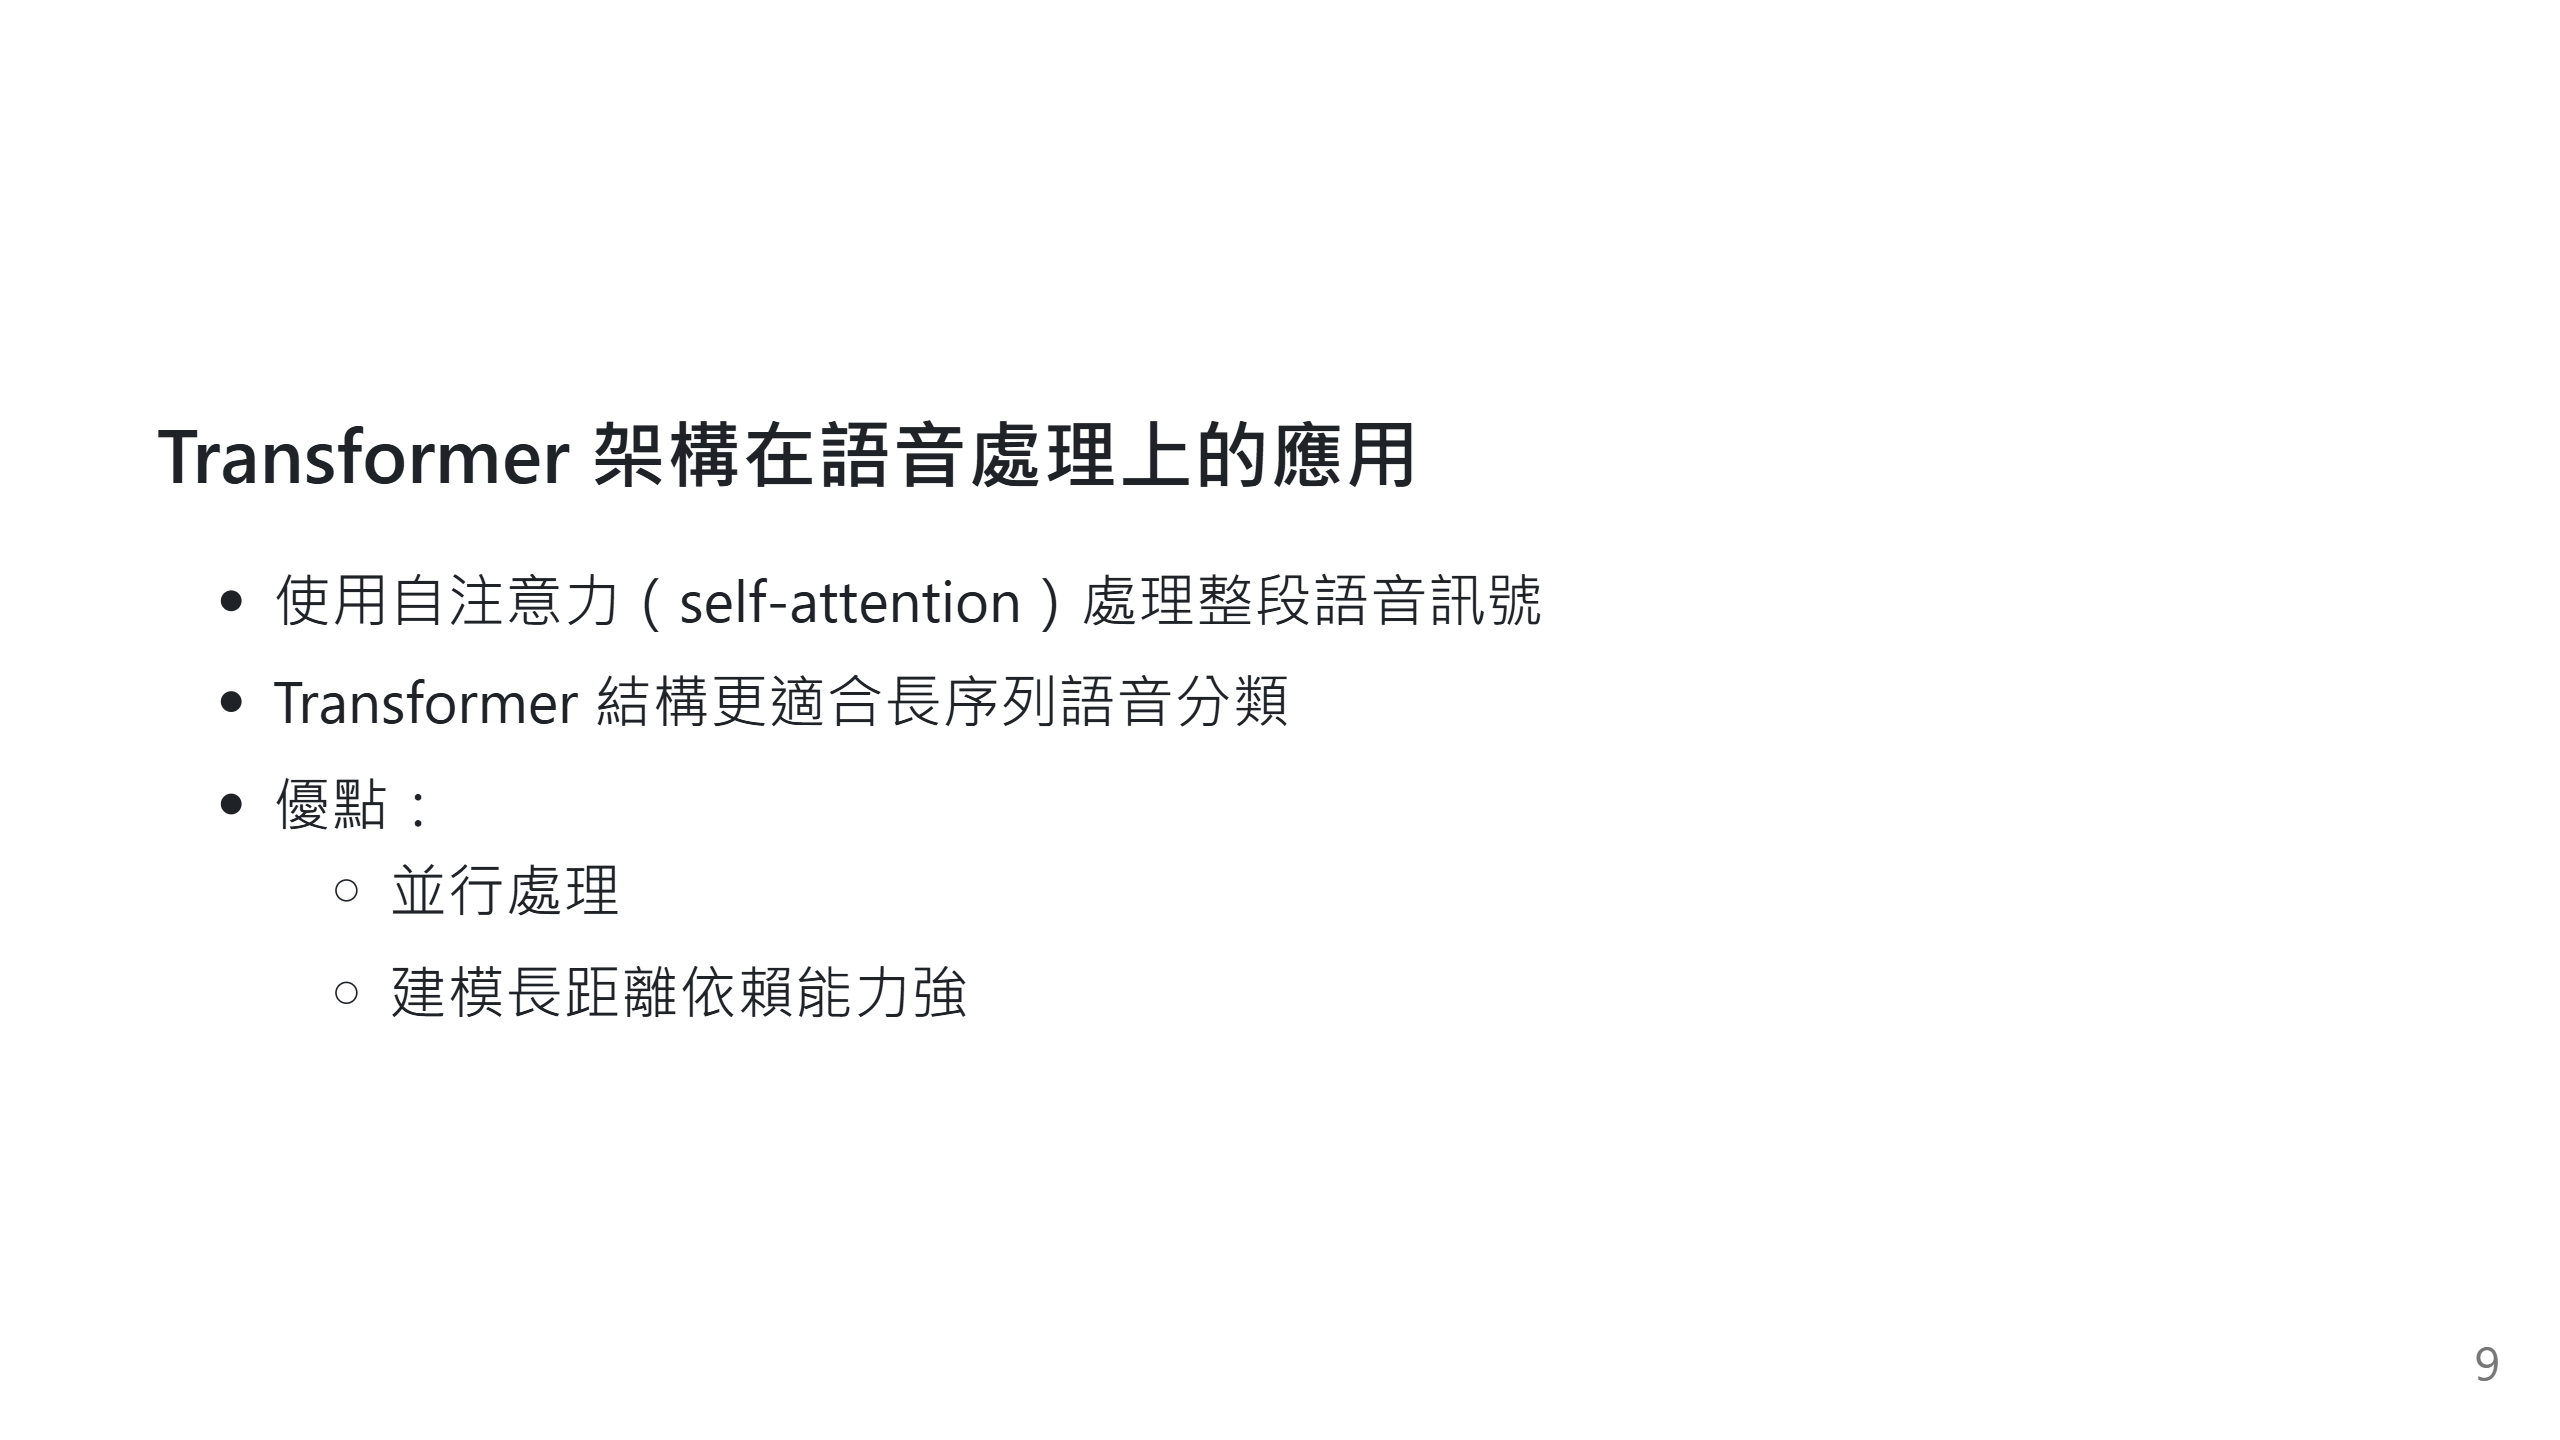 Transformer 架構在語音處理上的應用
• 使用自注意力（self-attention）處理整段語音訊號
• Transformer 結構更適合長序列語音分類
• 優點：
○ 並行處理
○ 建模長距離依賴能力強
9